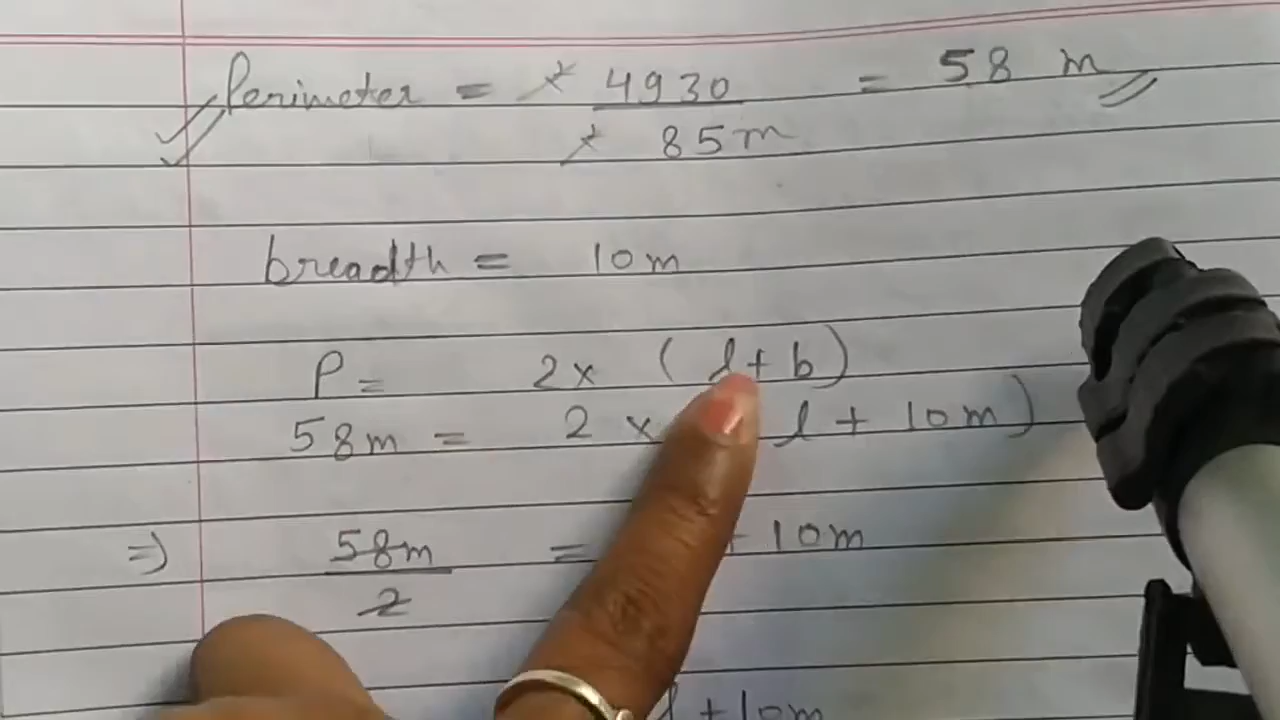 Perimeter = ₹ 4930 / ₹ 85m = 58 m
breadth = 10m
P = 2 x (l + b)
58m = 2 x l + 10m)
=> 58m / 2 = + 10m
l + 10m